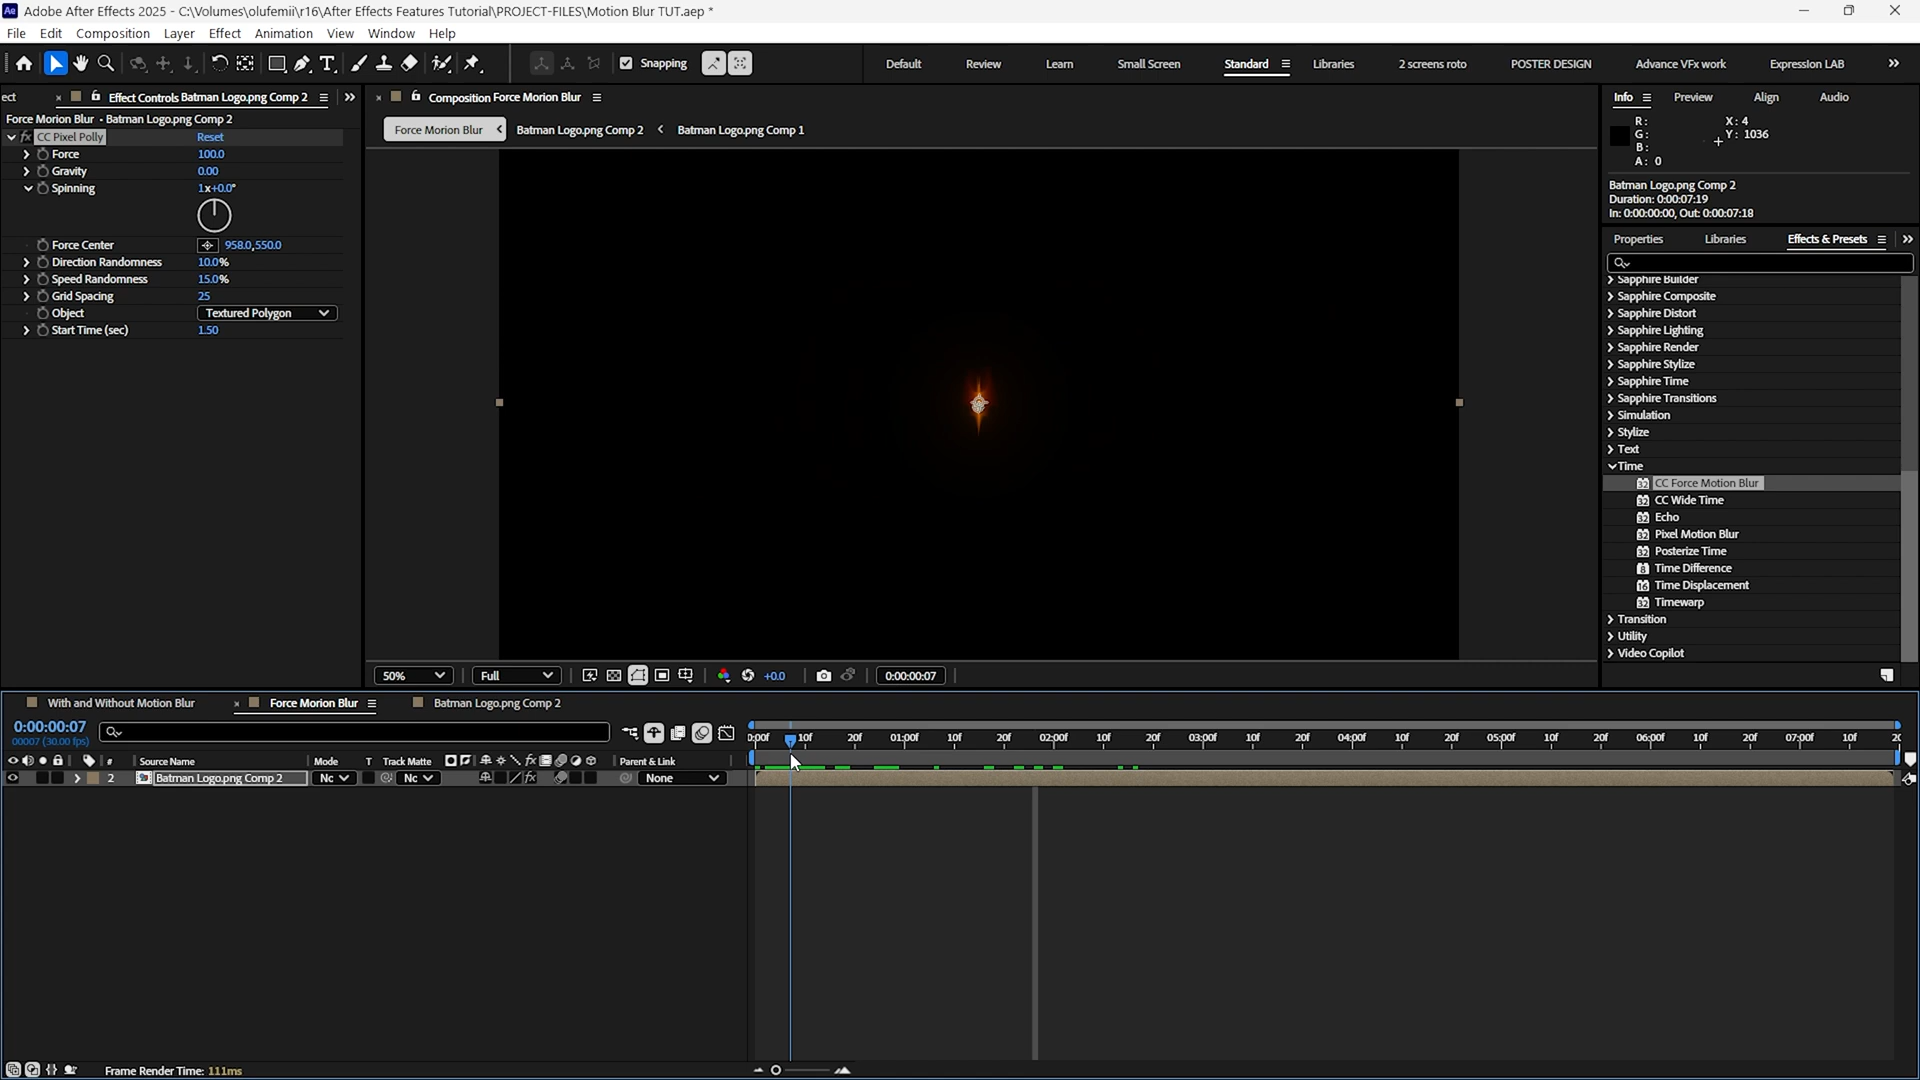 Adobe After Effects 2025 - C:\Volumes\olufemii\r16\After Effects Features Tutorial\PROJECT-FILES\Motion Blur TUT.aep *
File Edit Composition Layer Effect Animation View Window Help
Snapping Default Review Learn Small Screen Standard Libraries 2 screens roto POSTER DESIGN Advance VFx work Expression LAB
ect Effect Controls Batman Logo.png Comp 2
Force Morion Blur • Batman Logo.png Comp 2
fx CC Pixel Polly Reset
Force 100.0
Gravity 0.00
Spinning 1x+0.0°
Force Center 958.0,550.0
Direction Randomness 10.0%
Speed Randomness 15.0%
Grid Spacing 25
Object Textured Polygon
Start Time (sec) 1.50
Composition Force Morion Blur
Force Morion Blur Batman Logo.png Comp 2 Batman Logo.png Comp 1
50% Full +0.0 0:00:00:07
Info Preview Align Audio
R: X: 4
G: Y: 1036
B:
A: 0
Batman Logo.png Comp 2
Duration: 0:00:07:19
In: 0:00:00:00, Out: 0:00:07:18
Properties Libraries Effects & Presets
Sapphire Builder
Sapphire Composite
Sapphire Distort
Sapphire Lighting
Sapphire Render
Sapphire Stylize
Sapphire Time
Sapphire Transitions
Simulation
Stylize
Text
Time
32 CC Force Motion Blur
32 CC Wide Time
32 Echo
32 Pixel Motion Blur
32 Posterize Time
8 Time Difference
16 Time Displacement
32 Timewarp
Transition
Utility
Video Copilot
With and Without Motion Blur Force Morion Blur Batman Logo.png Comp 2
0:00:00:07
00007 (30.00 fps)
):00f 10f 20f 01:00f 10f 20f 02:00f 10f 20f 03:00f 10f 20f 04:00f 10f 20f 05:00f 10f 20f 06:00f 10f 20f 07:00f 10f 2(
# Source Name Mode T Track Matte fx Parent & Link
2 Batman Logo.png Comp 2 Nc Nc fx None
Frame Render Time: 111ms